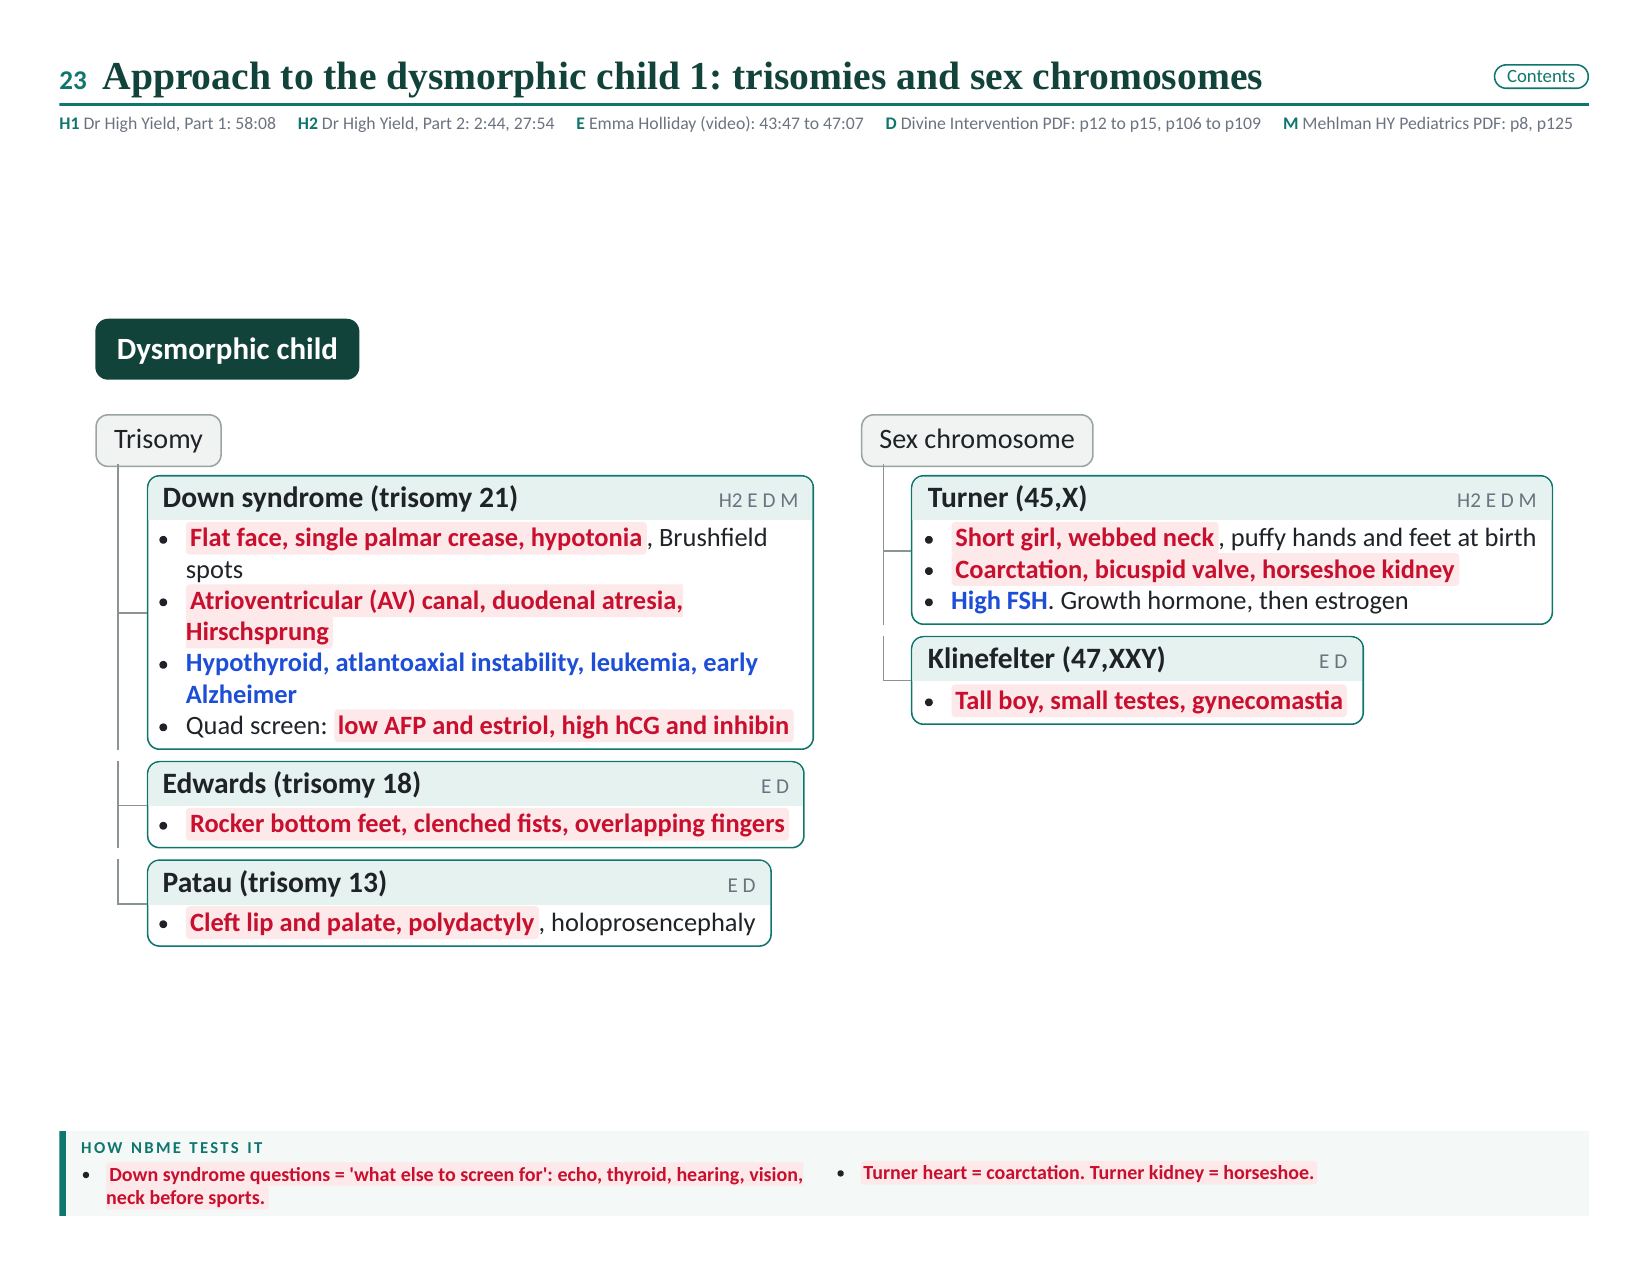 23 Approach to the dysmorphic child 1: trisomies and sex chromosomes
Contents
H1 Dr High Yield, Part 1: 58:08 H2 Dr High Yield, Part 2: 2:44, 27:54 E Emma Holliday (video): 43:47 to 47:07 D Divine Intervention PDF: p12 to p15, p106 to p109 M Mehlman HY Pediatrics PDF: p8, p125
Dysmorphic child
Trisomy
Down syndrome (trisomy 21) H2 E D M
• Flat face, single palmar crease, hypotonia, Brushfield
spots
• Atrioventricular (AV) canal, duodenal atresia,
Hirschsprung
• Hypothyroid, atlantoaxial instability, leukemia, early
Alzheimer
• Quad screen: low AFP and estriol, high hCG and inhibin
Edwards (trisomy 18) E D
• Rocker bottom feet, clenched fists, overlapping fingers
Patau (trisomy 13) E D
• Cleft lip and palate, polydactyly, holoprosencephaly
Sex chromosome
Turner (45,X) H2 E D M
• Short girl, webbed neck, puffy hands and feet at birth
• Coarctation, bicuspid valve, horseshoe kidney
• High FSH. Growth hormone, then estrogen
Klinefelter (47,XXY) E D
• Tall boy, small testes, gynecomastia
HOW NBME TESTS IT
• Down syndrome questions = 'what else to screen for': echo, thyroid, hearing, vision,
neck before sports.
• Turner heart = coarctation. Turner kidney = horseshoe.